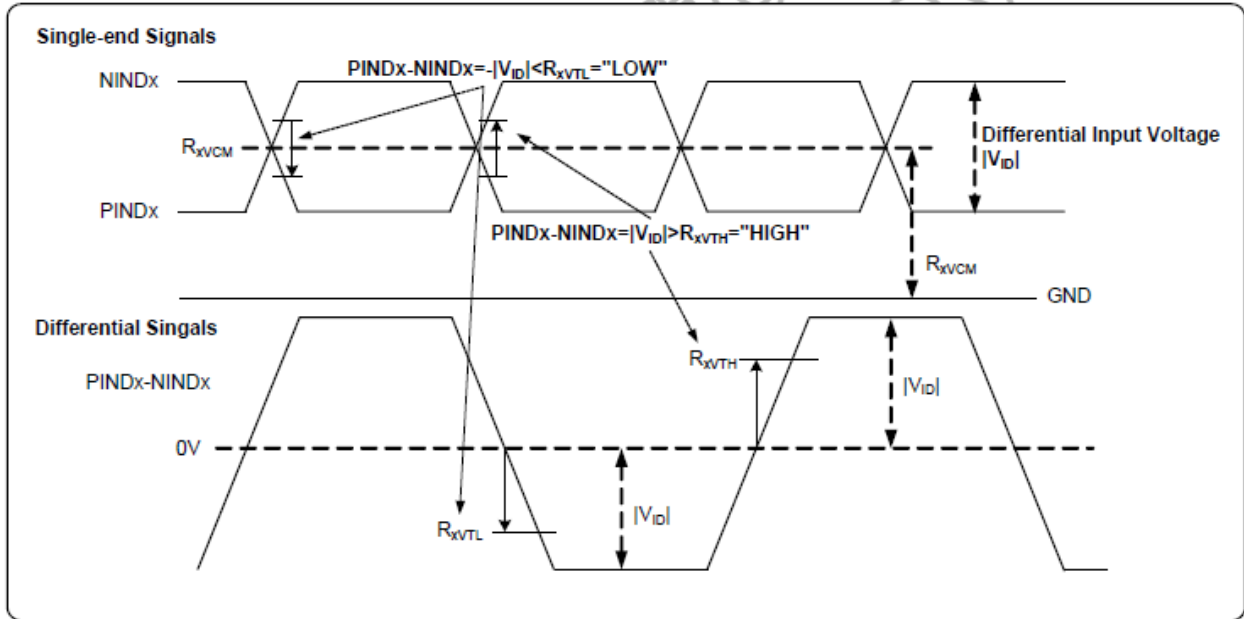 Single-end Signals
NINDx
PINDx-NINDx=-|VID|<RxVTL="LOW"
RxVCM
Differential Input Voltage
|VID|
PINDx
PINDx-NINDx=|VID|>RxVTH="HIGH"
RxVCM
GND
Differential Singals
RxVTH
PINDx-NINDx
|VID|
0V
|VID|
RxVTL